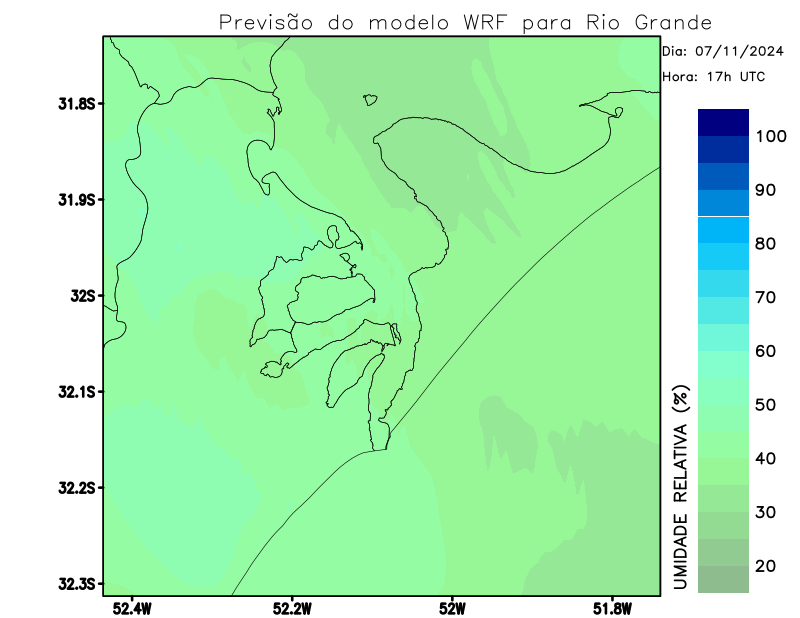 Previsão do modelo WRF para Rio Grande
Dia: 07/11/2024
Hora: 17h UTC
31.8S
31.9S
32S
32.1S
32.2S
32.3S
52.4W
52.2W
52W
51.8W
UMIDADE RELATIVA (%)
100
90
80
70
60
50
40
30
20